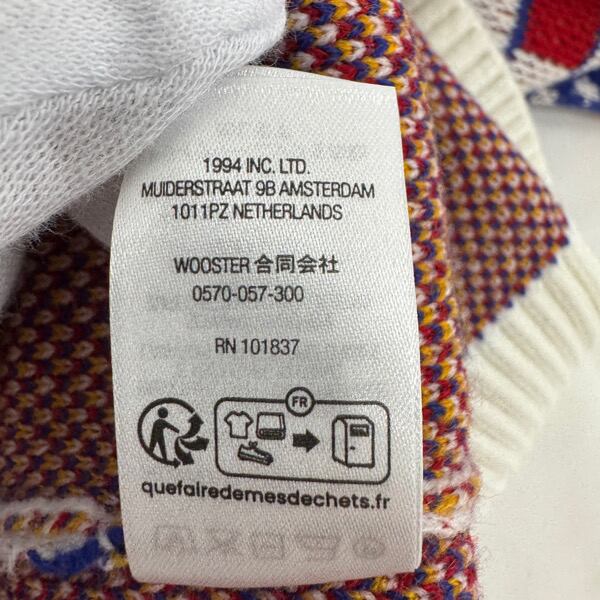 1994 INC. LTD.
MUIDERSTRAAT 9B AMSTERDAM
1011PZ NETHERLANDS
WOOSTER 合同会社
0570-057-300
RN 101837
FR
quefairedemesdechets.fr